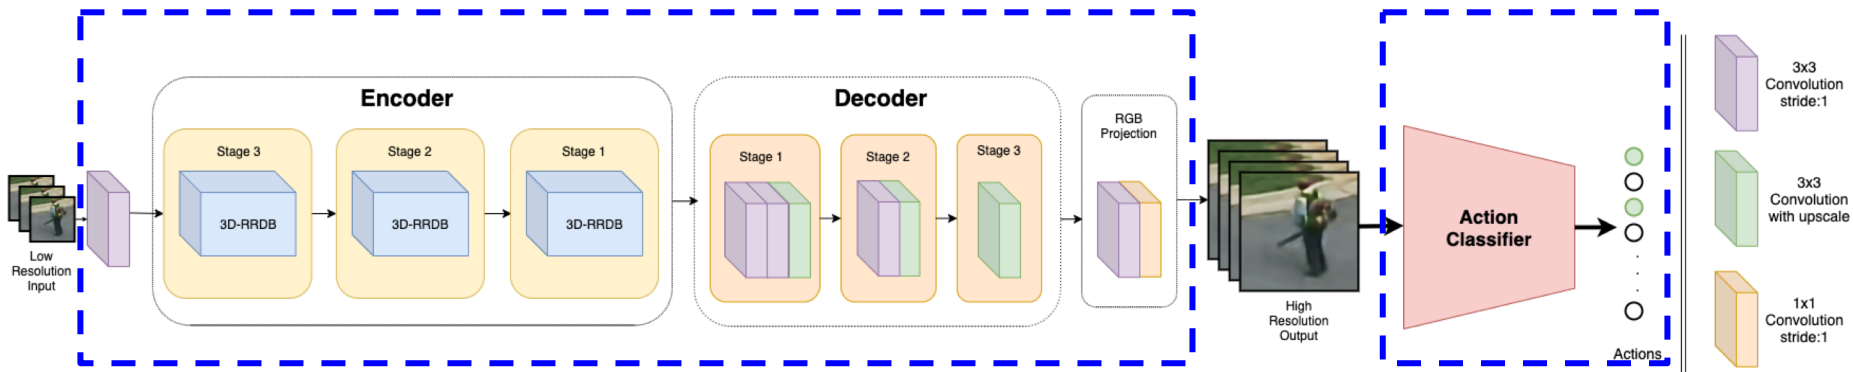 Low
Resolution
Input
Encoder
Stage 3
3D-RRDB
Stage 2
3D-RRDB
Stage 1
3D-RRDB
Decoder
Stage 1
Stage 2
Stage 3
RGB
Projection
High
Resolution
Output
Action
Classifier
Actions
3x3
Convolution
stride:1
3x3
Convolution
with upscale
1x1
Convolution
stride:1